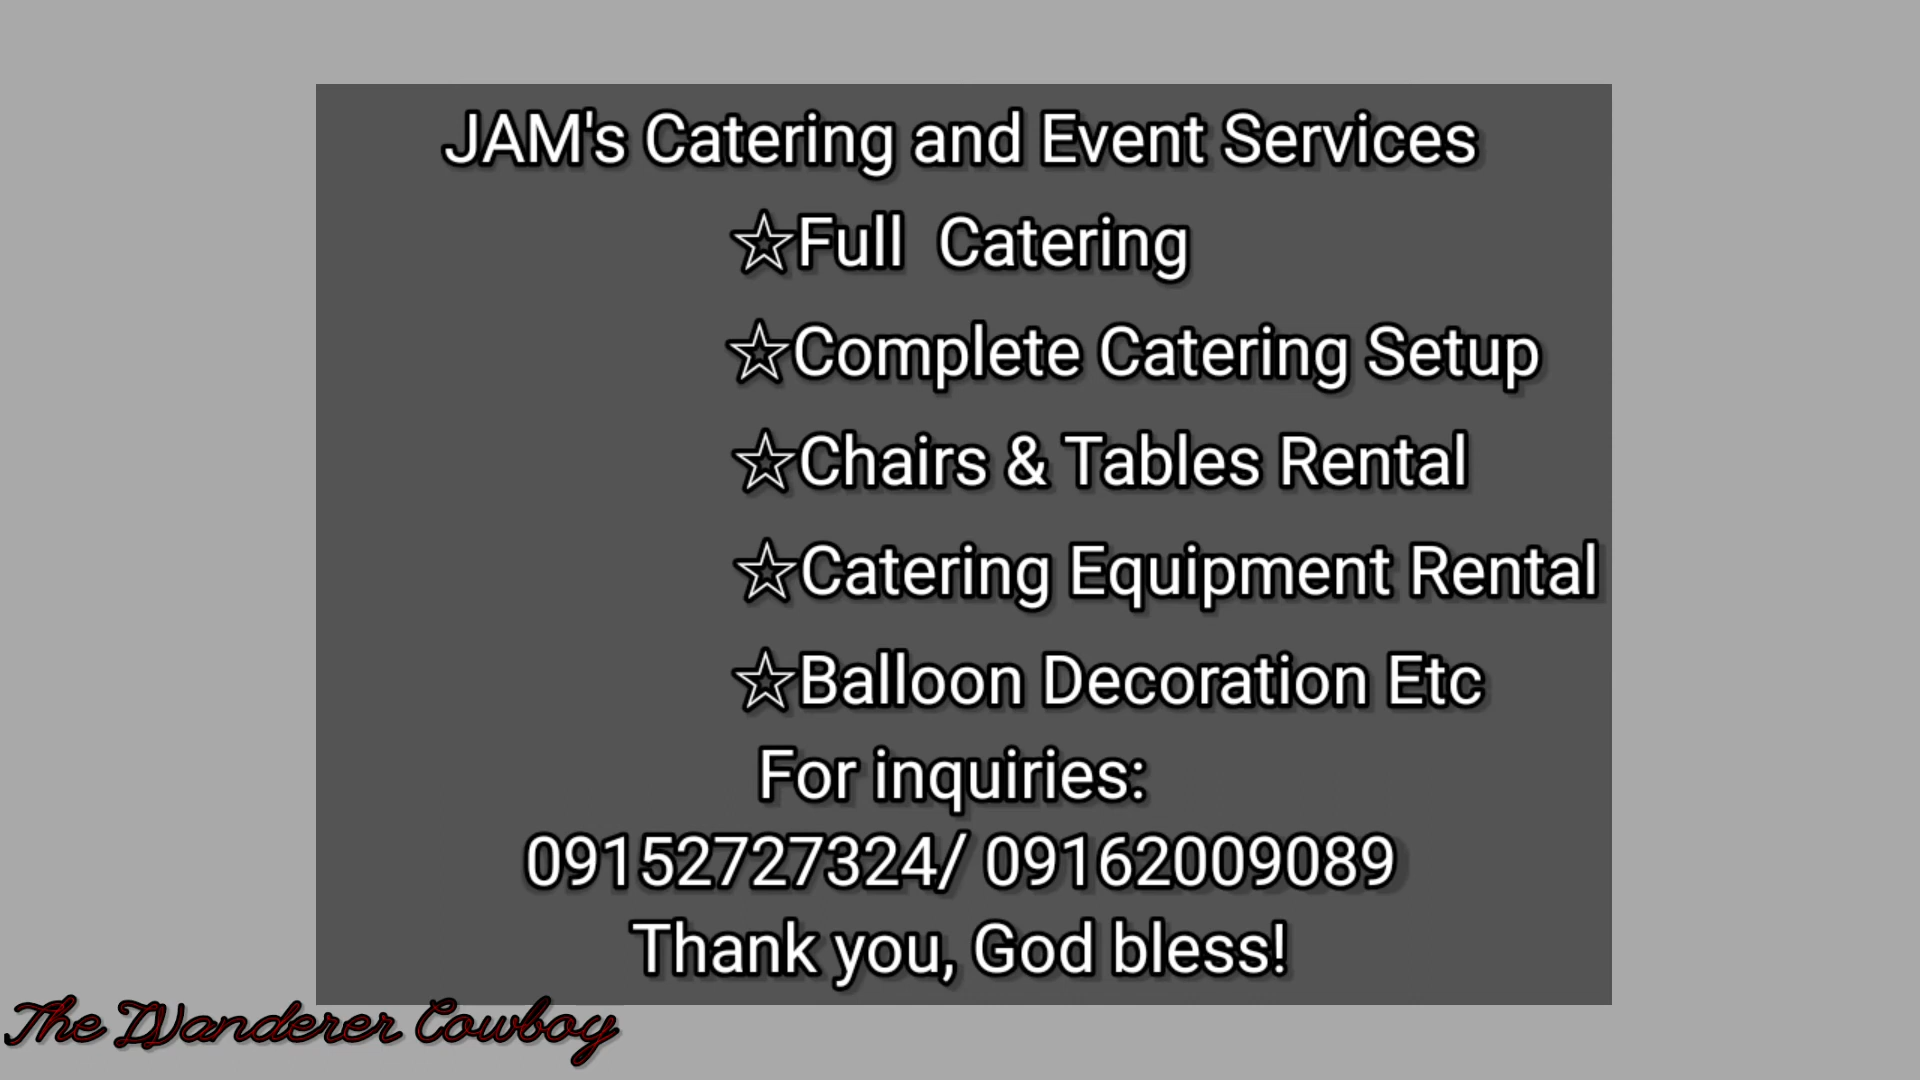 JAM's Catering and Event Services
☆Full  Catering
☆Complete Catering Setup
☆Chairs & Tables Rental
☆Catering Equipment Rental
☆Balloon Decoration Etc
For inquiries:
09152727324/ 09162009089
Thank you, God bless!
The Wanderer Cowboy